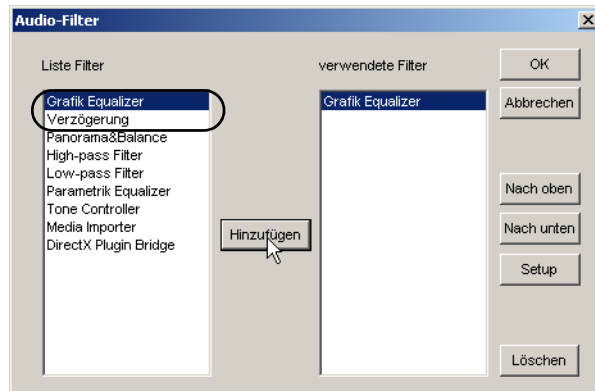 Audio-Filter
Liste Filter
Grafik Equalizer
Verzögerung
Panorama&Balance
High-pass Filter
Low-pass Filter
Parametrik Equalizer
Tone Controller
Media Importer
DirectX Plugin Bridge
Hinzufügen
verwendete Filter
Grafik Equalizer
OK
Abbrechen
Nach oben
Nach unten
Setup
Löschen